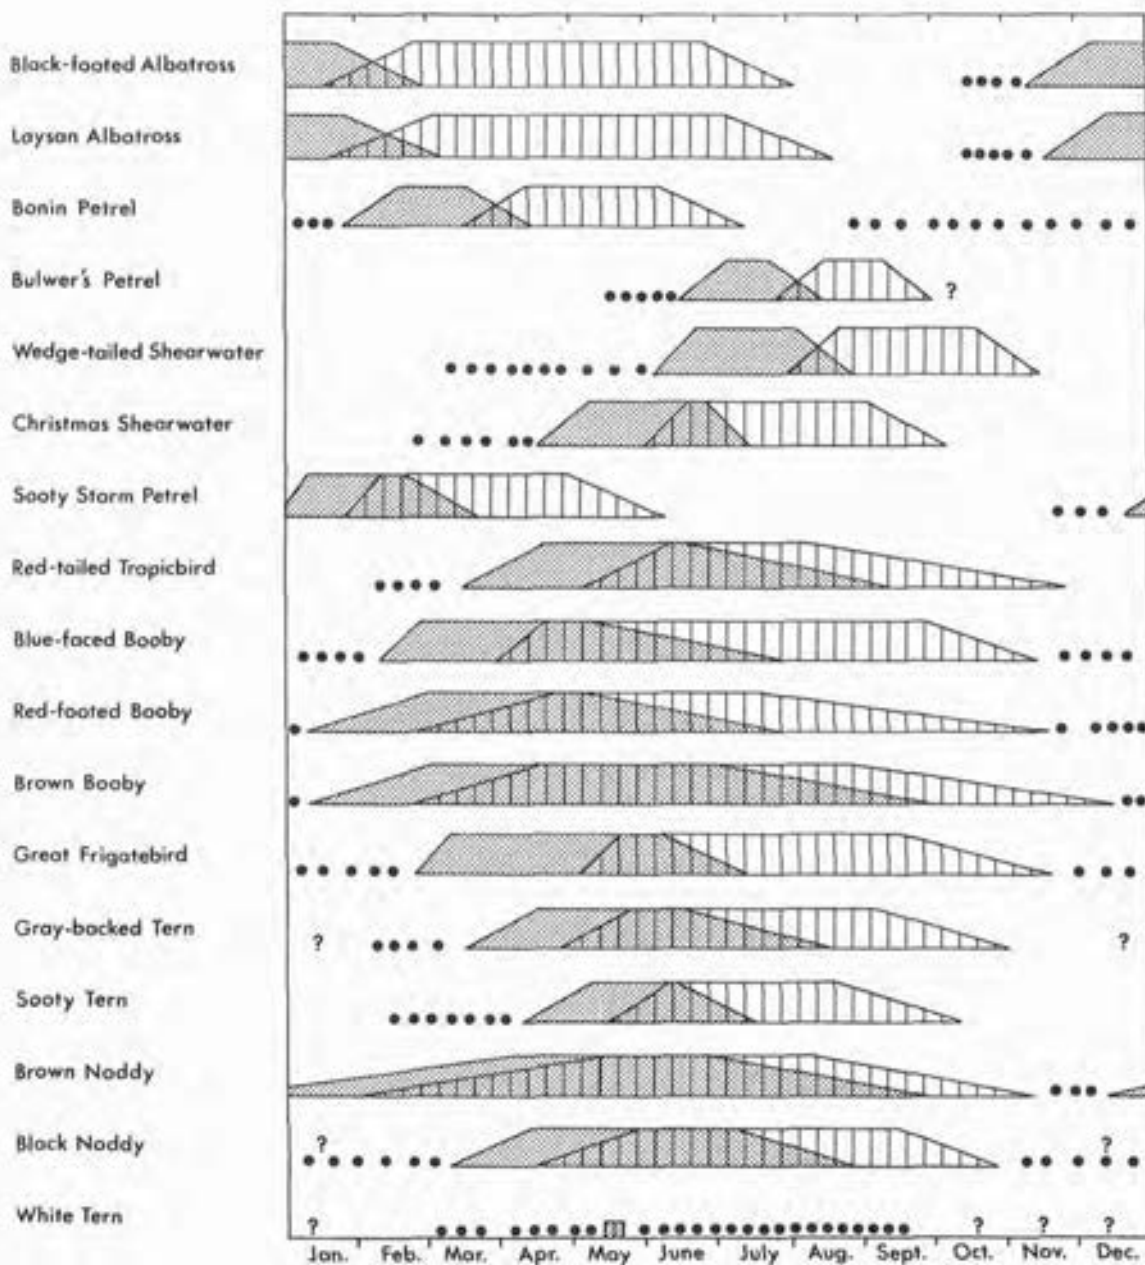 Black-footed Albatross
Laysan Albatross
Bonin Petrel
Bulwer's Petrel
?
Wedge-tailed Shearwater
Christmas Shearwater
Sooty Storm Petrel
Red-tailed Tropicbird
Blue-faced Booby
Red-footed Booby
Brown Booby
Great Frigatebird
Gray-backed Tern
? ?
Sooty Tern
Brown Noddy
Black Noddy
? ?
White Tern
? ? ? ?
Jan. Feb. Mar. Apr. May June July Aug. Sept. Oct. Nov. Dec.